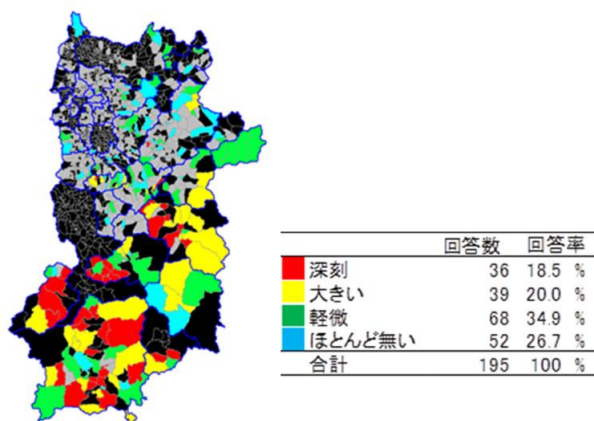 回答数 回答率
深刻 36 18.5 %
大きい 39 20.0 %
軽微 68 34.9 %
ほとんど無い 52 26.7 %
合計 195 100 %